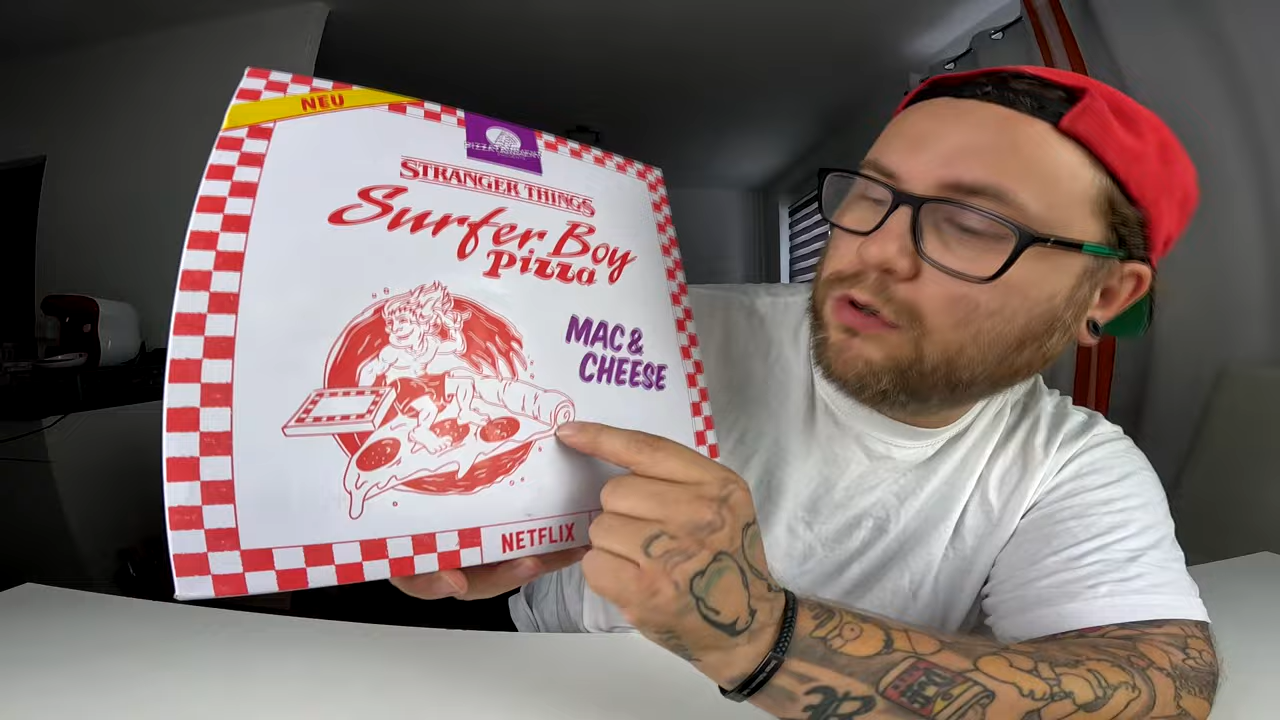 NEU
STRANGER THINGS
Surfer Boy
Pizza
MAC &
CHEESE
NETFLIX